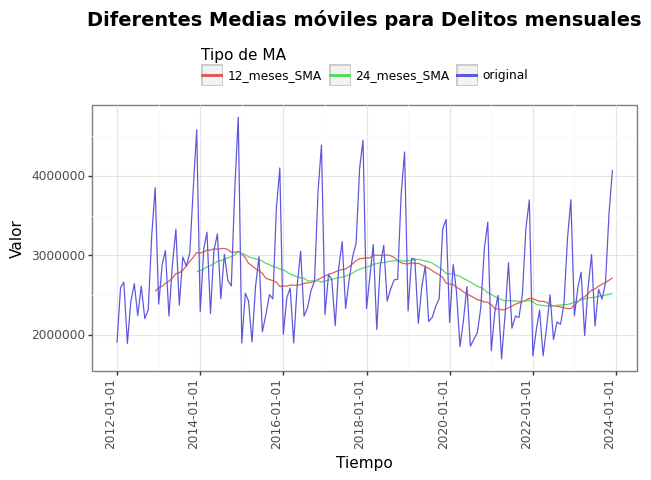 Diferentes Medias móviles para Delitos mensuales
Tipo de MA
12_meses_SMA 24_meses_SMA original
Valor
4000000
3000000
2000000
2012-01-01 2014-01-01 2016-01-01 2018-01-01 2020-01-01 2022-01-01 2024-01-01
Tiempo